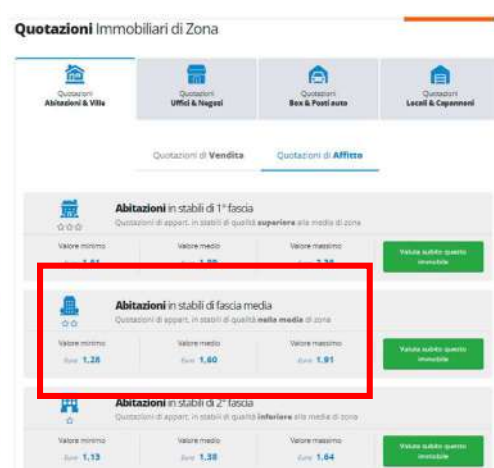 Quotazioni Immobiliari di Zona
Quotazioni
Abitazioni & Ville
Quotazioni
Uffici & Negozi
Quotazioni
Box & Posti auto
Quotazioni
Locali & Capannoni
Quotazioni di Vendita
Quotazioni di Affitto
Abitazioni in stabili di 1° fascia
Quotazioni di appart. in stabili di qualità superiore alla media di zona
Valore minimo
Valore medio
Valore massimo
Valuta subito questo
immobile
Abitazioni in stabili di fascia media
Quotazioni di appart. in stabili di qualità nella media di zona
Valore minimo
Valore medio
Valore massimo
Euro 1,28
Euro 1,60
Euro 1,91
Valuta subito questo
immobile
Abitazioni in stabili di 2° fascia
Quotazioni di appart. in stabili di qualità inferiore alla media di zona
Valore minimo
Valore medio
Valore massimo
Euro 1,13
Euro 1,38
Euro 1,64
Valuta subito questo
immobile